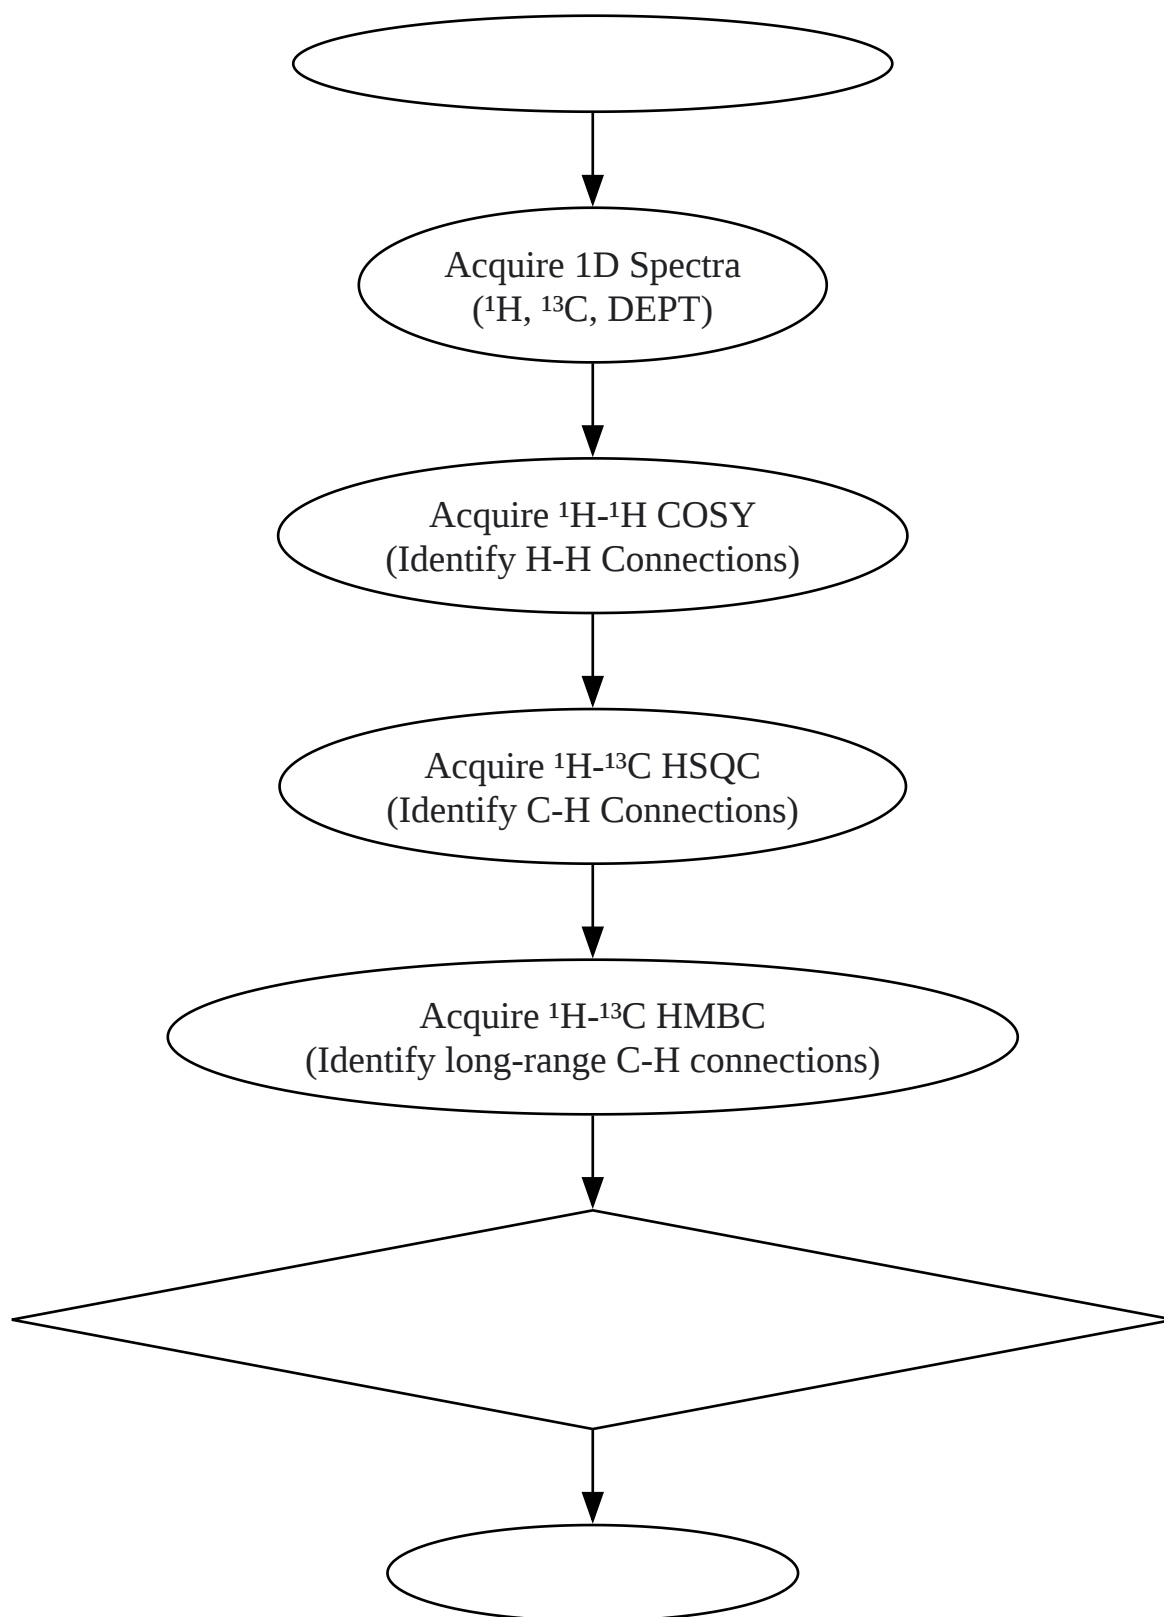 Acquire 1D Spectra
(¹H, ¹³C, DEPT)
Acquire ¹H-¹H COSY
(Identify H-H Connections)
Acquire ¹H-¹³C HSQC
(Identify C-H Connections)
Acquire ¹H-¹³C HMBC
(Identify long-range C-H connections)